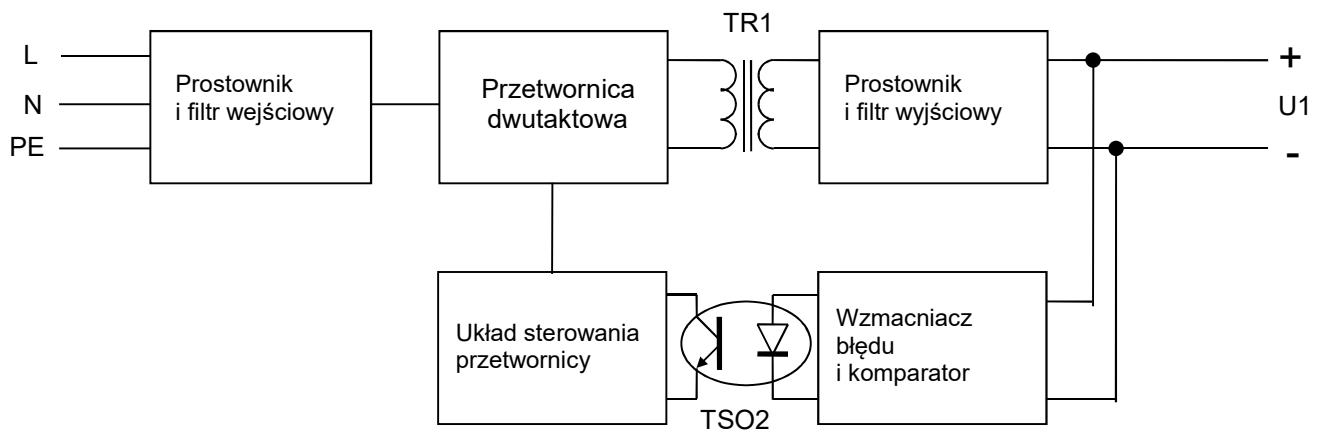 TR1
L
N
PE
Prostownik
i filtr wejściowy
Przetwornica
dwutaktowa
Prostownik
i filtr wyjściowy
+
U1
-
Układ sterowania
przetwornicy
TSO2
Wzmacniacz
błędu
i komparator